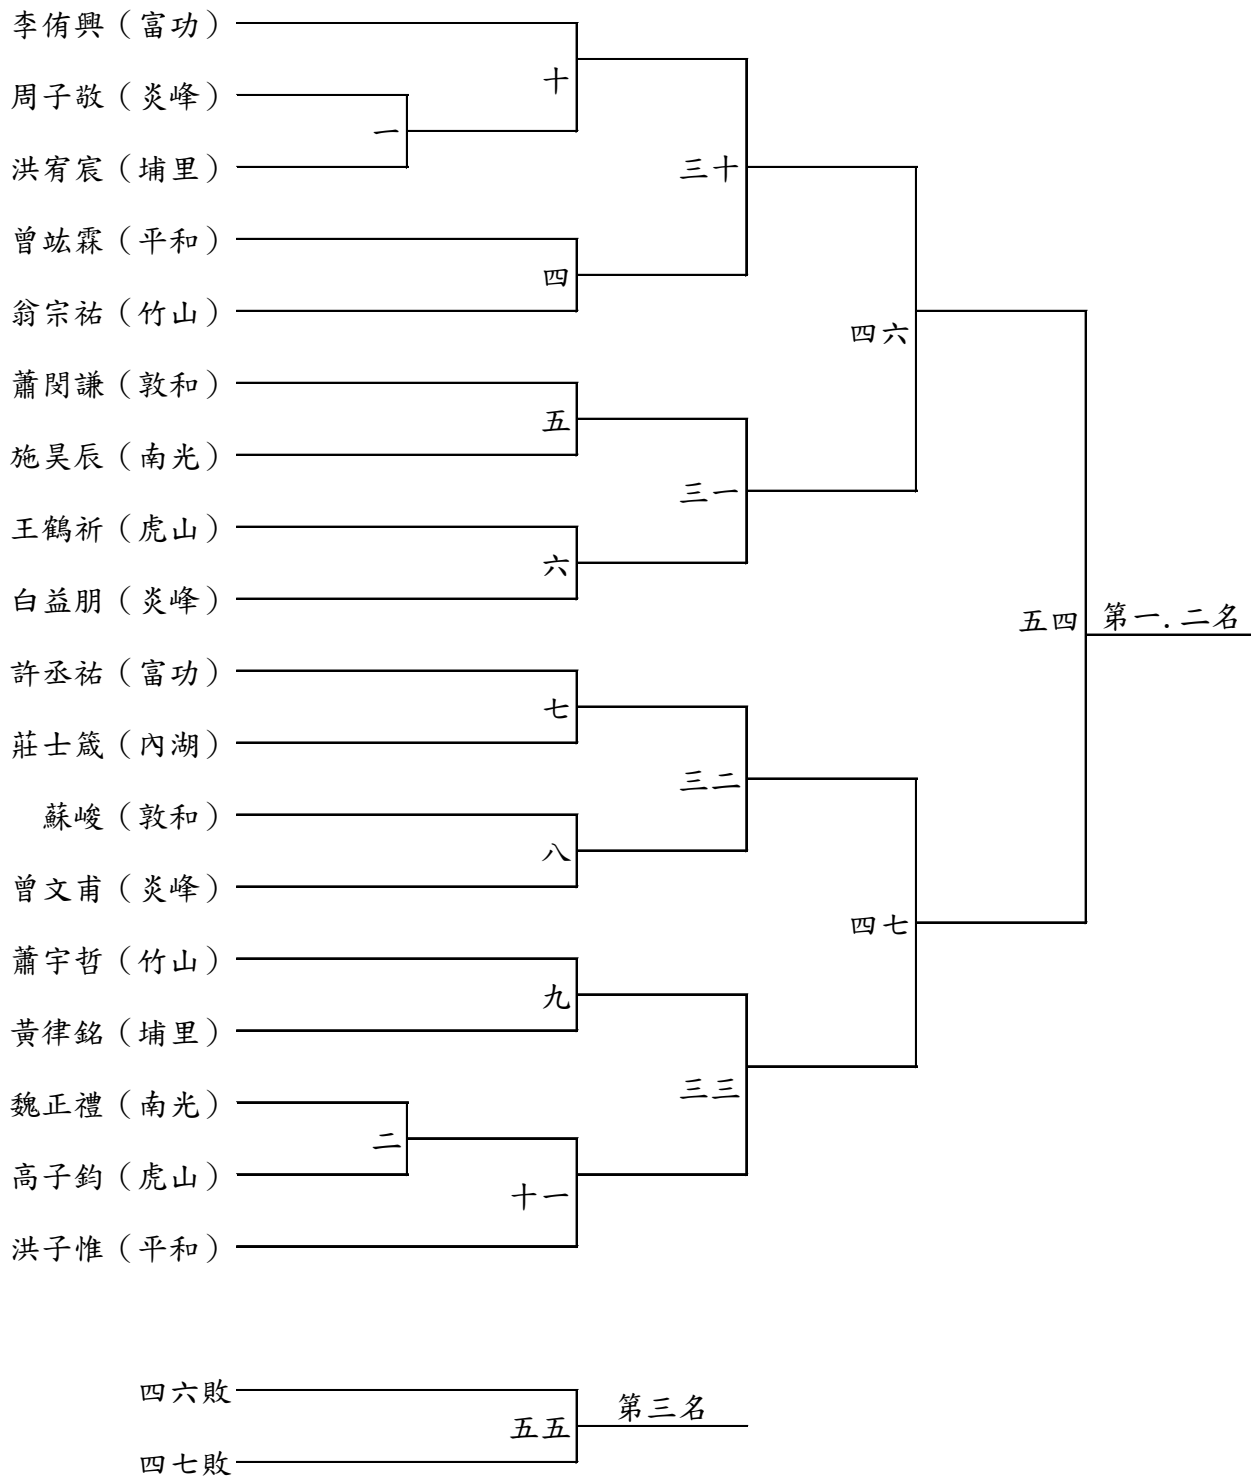 李侑興（富功）
十
周子敬（炎峰）
一
洪宥宸（埔里）
三十
曾竑霖（平和）
四
翁宗祐（竹山）
四六
蕭閔謙（敦和）
五
施昊辰（南光）
三一
王鶴祈（虎山）
六
白益朋（炎峰）
五四
第一.二名
許丞祐（富功）
七
莊士箴（內湖）
三二
蘇峻（敦和）
八
曾文甫（炎峰）
四七
蕭宇哲（竹山）
九
黃律銘（埔里）
三三
魏正禮（南光）
二
高子鈞（虎山）
十一
洪子惟（平和）
四六敗
五五
第三名
四七敗